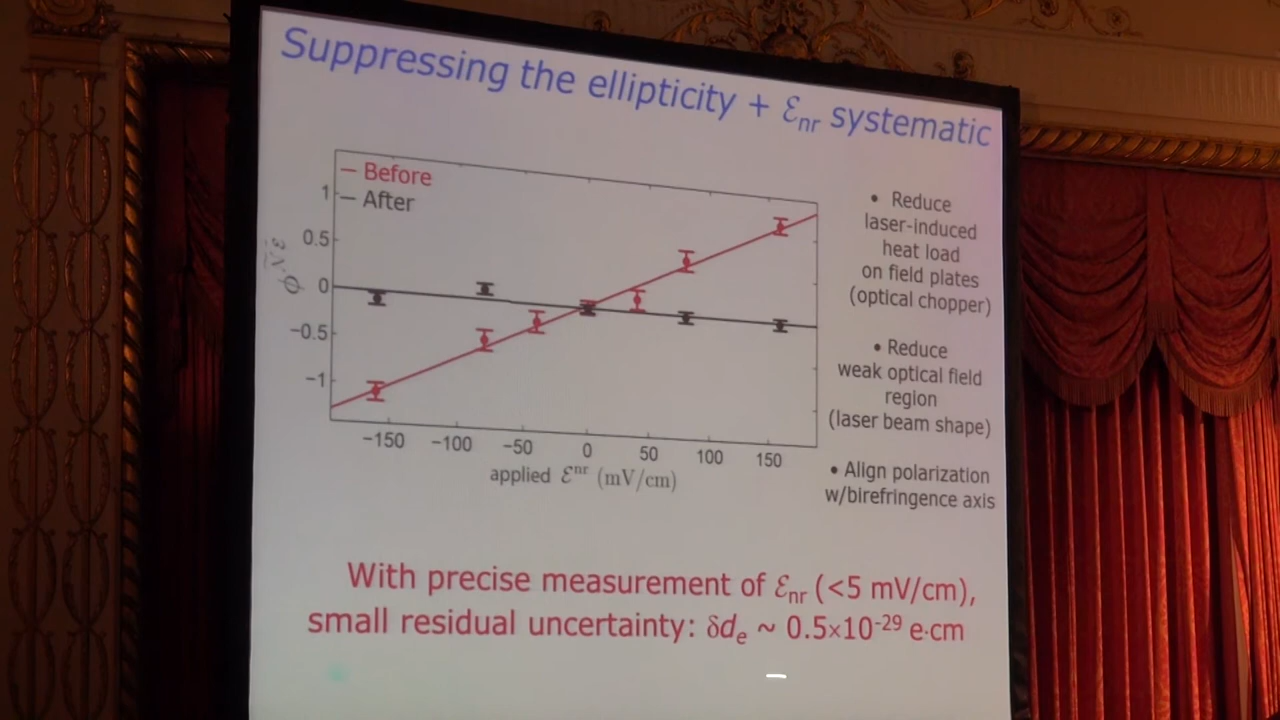 Suppressing the ellipticity + ℰnr systematic
— Before
— After
1
0.5
0
−0.5
−1
−150 −100 −50 0 50 100 150
applied ℰⁿʳ (mV/cm)
• Reduce
laser-induced
heat load
on field plates
(optical chopper)
• Reduce
weak optical field
region
(laser beam shape)
• Align polarization
w/birefringence axis
With precise measurement of ℰnr (<5 mV/cm),
small residual uncertainty: δde ~ 0.5×10⁻²⁹ e·cm